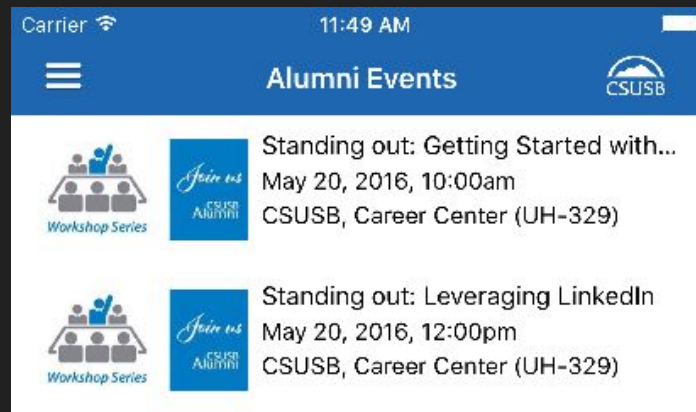 Carrier 11:49 AM
Alumni Events
CSUSB
Standing out: Getting Started with...
May 20, 2016, 10:00am
CSUSB, Career Center (UH-329)
Workshop Series
Join us
CSUSB
Alumni
Standing out: Leveraging LinkedIn
May 20, 2016, 12:00pm
CSUSB, Career Center (UH-329)
Workshop Series
Join us
CSUSB
Alumni